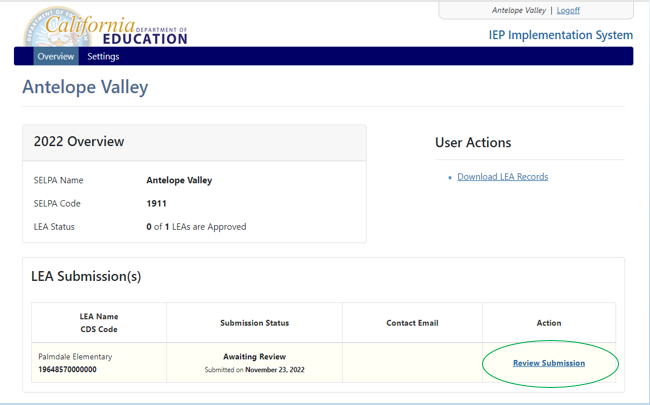 Antelope Valley | Logoff
California DEPARTMENT OF
EDUCATION
IEP Implementation System
Overview Settings
Antelope Valley
2022 Overview
SELPA Name Antelope Valley
SELPA Code 1911
LEA Status 0 of 1 LEAs are Approved
User Actions
Download LEA Records
LEA Submission(s)
LEA Name
CDS Code
Submission Status
Contact Email
Action
Palmdale Elementary
19648570000000
Awaiting Review
Submitted on November 23, 2022
Review Submission